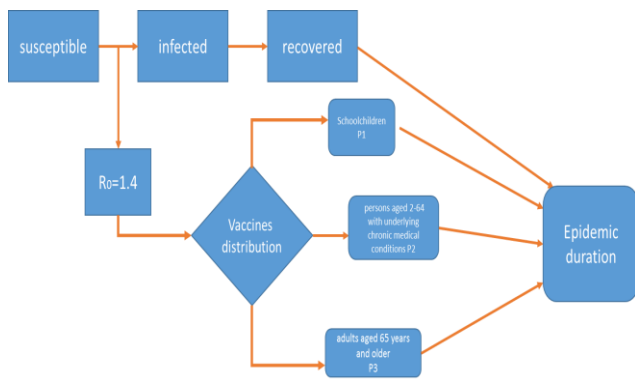 susceptible
infected
recovered
Schoolchildren
P1
R0=1.4
Vaccines
distribution
persons aged 2-64
with underlying
chronic medical
conditions P2
Epidemic
duration
adults aged 65 years
and older
P3